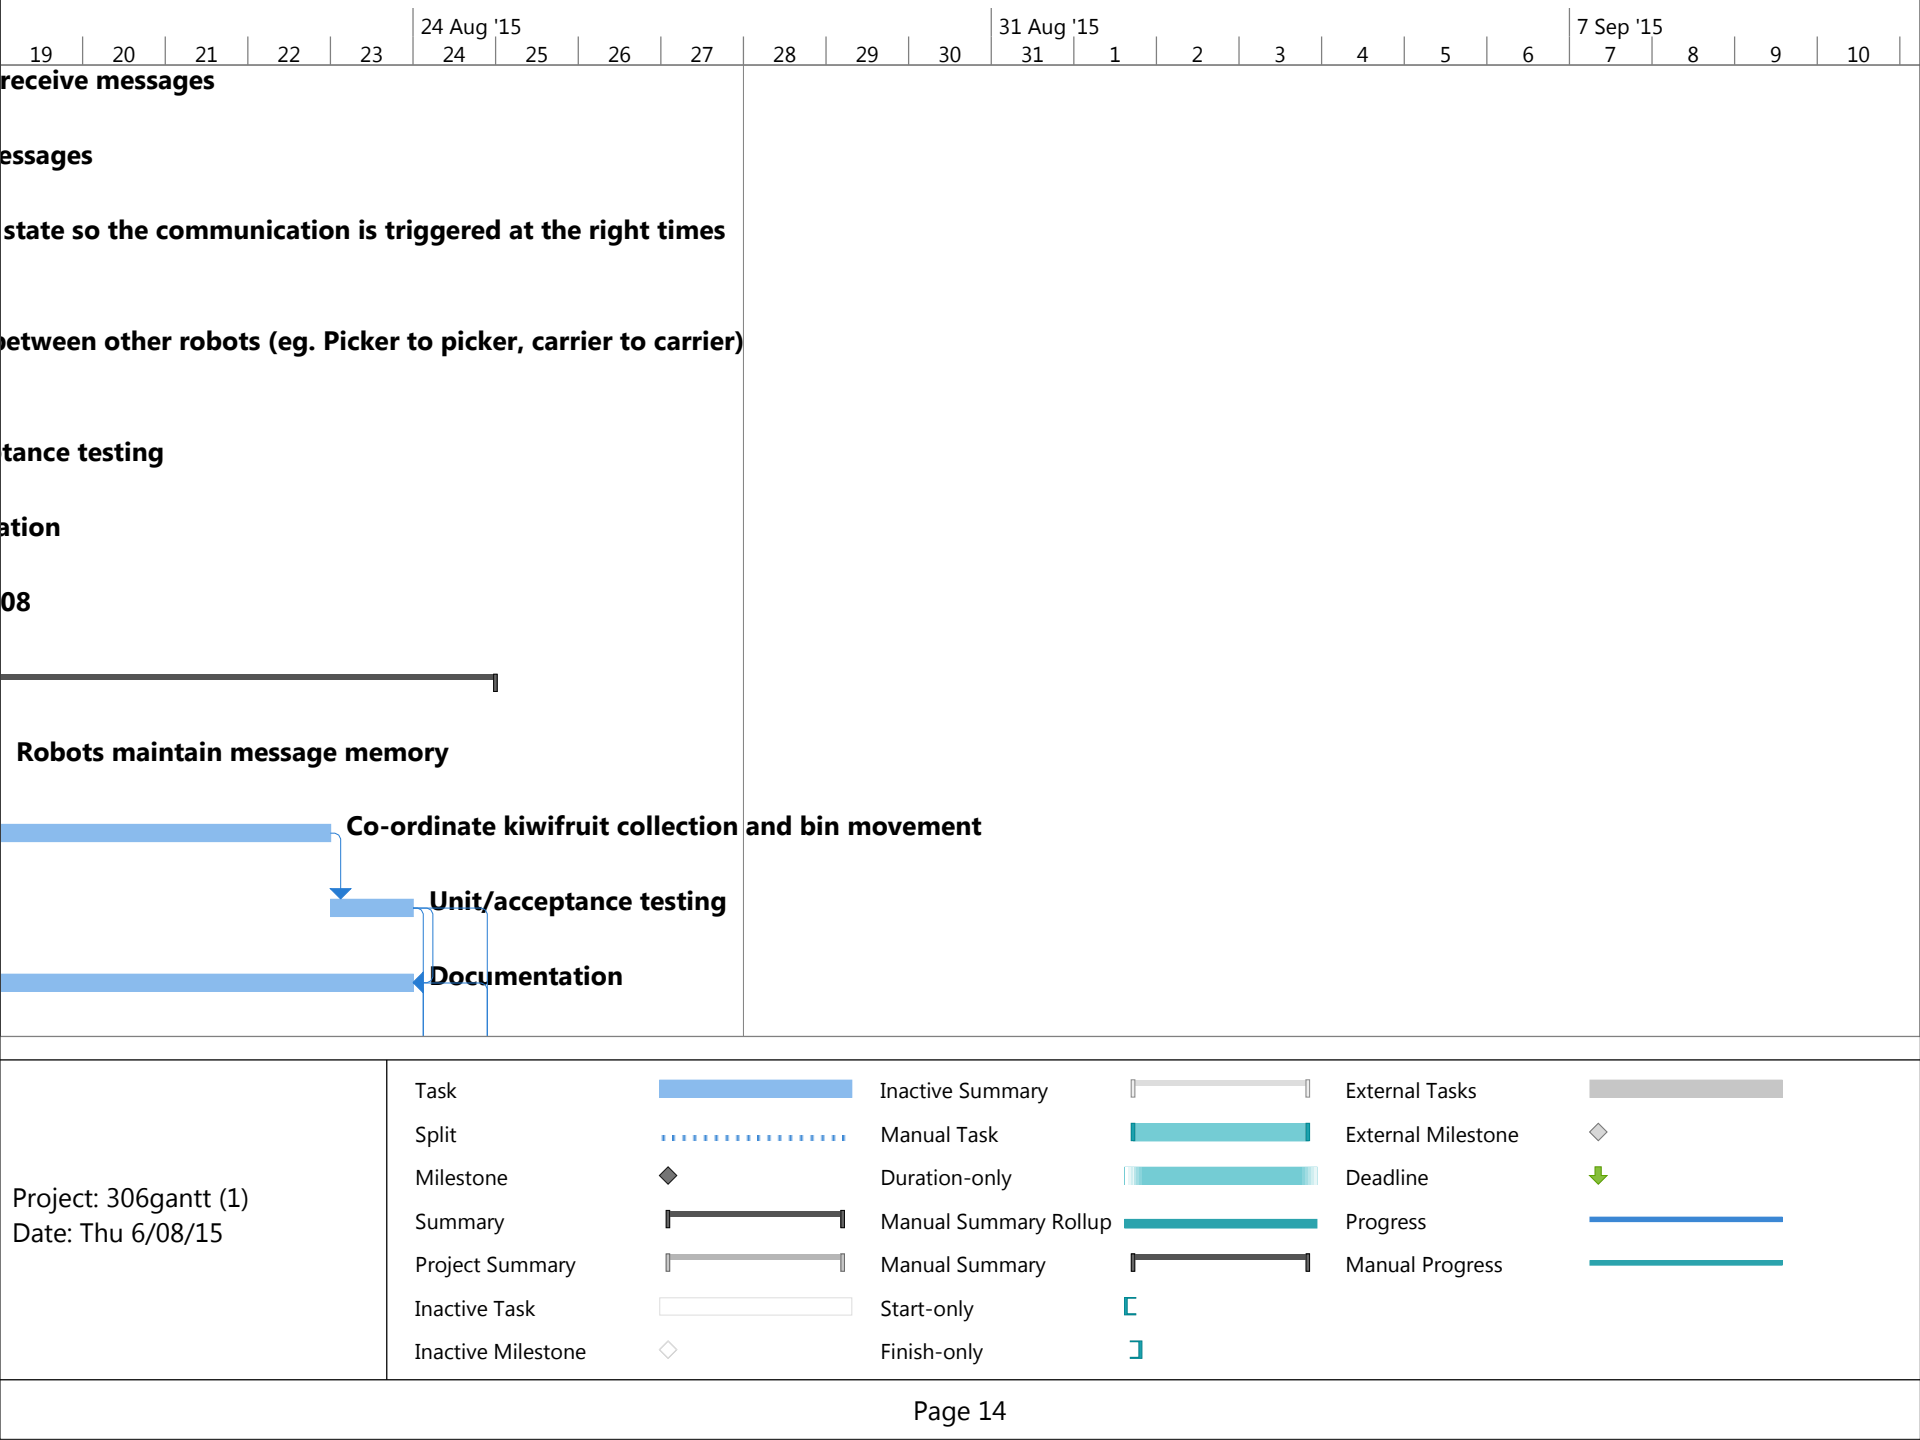 24 Aug '15 31 Aug '15 7 Sep '15
19 20 21 22 23 24 25 26 27 28 29 30 31 1 2 3 4 5 6 7 8 9 10
receive messages
essages
state so the communication is triggered at the right times
between other robots (eg. Picker to picker, carrier to carrier)
tance testing
ation
08
Robots maintain message memory
Co-ordinate kiwifruit collection and bin movement
Unit/acceptance testing
Documentation
Project: 306gantt (1)
Date: Thu 6/08/15
Task
Split
Milestone
Summary
Project Summary
Inactive Task
Inactive Milestone
Inactive Summary
Manual Task
Duration-only
Manual Summary Rollup
Manual Summary
Start-only
Finish-only
External Tasks
External Milestone
Deadline
Progress
Manual Progress
Page 14